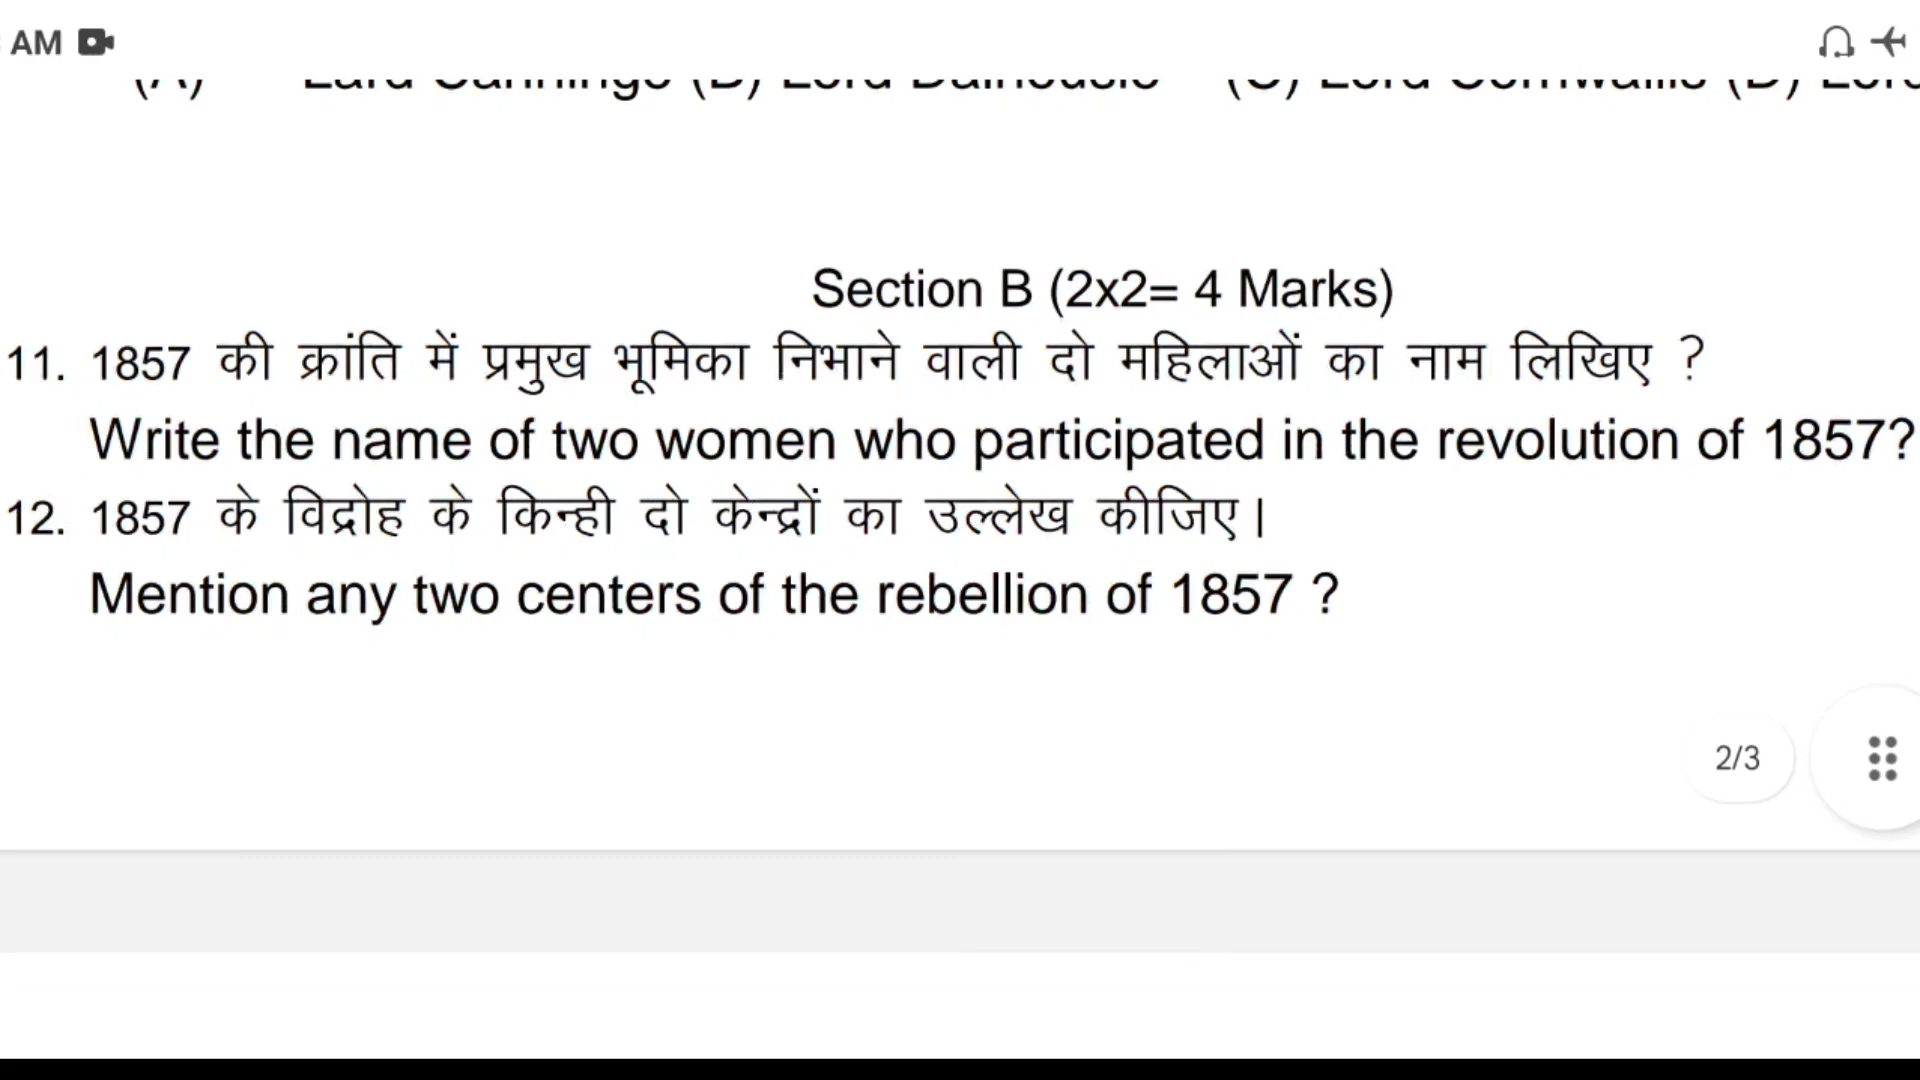 AM
Section B (2x2= 4 Marks)
11. 1857 की क्रांति में प्रमुख भूमिका निभाने वाली दो महिलाओं का नाम लिखिए ?
Write the name of two women who participated in the revolution of 1857?
12. 1857 के विद्रोह के किन्ही दो केन्द्रों का उल्लेख कीजिए।
Mention any two centers of the rebellion of 1857 ?
2/3